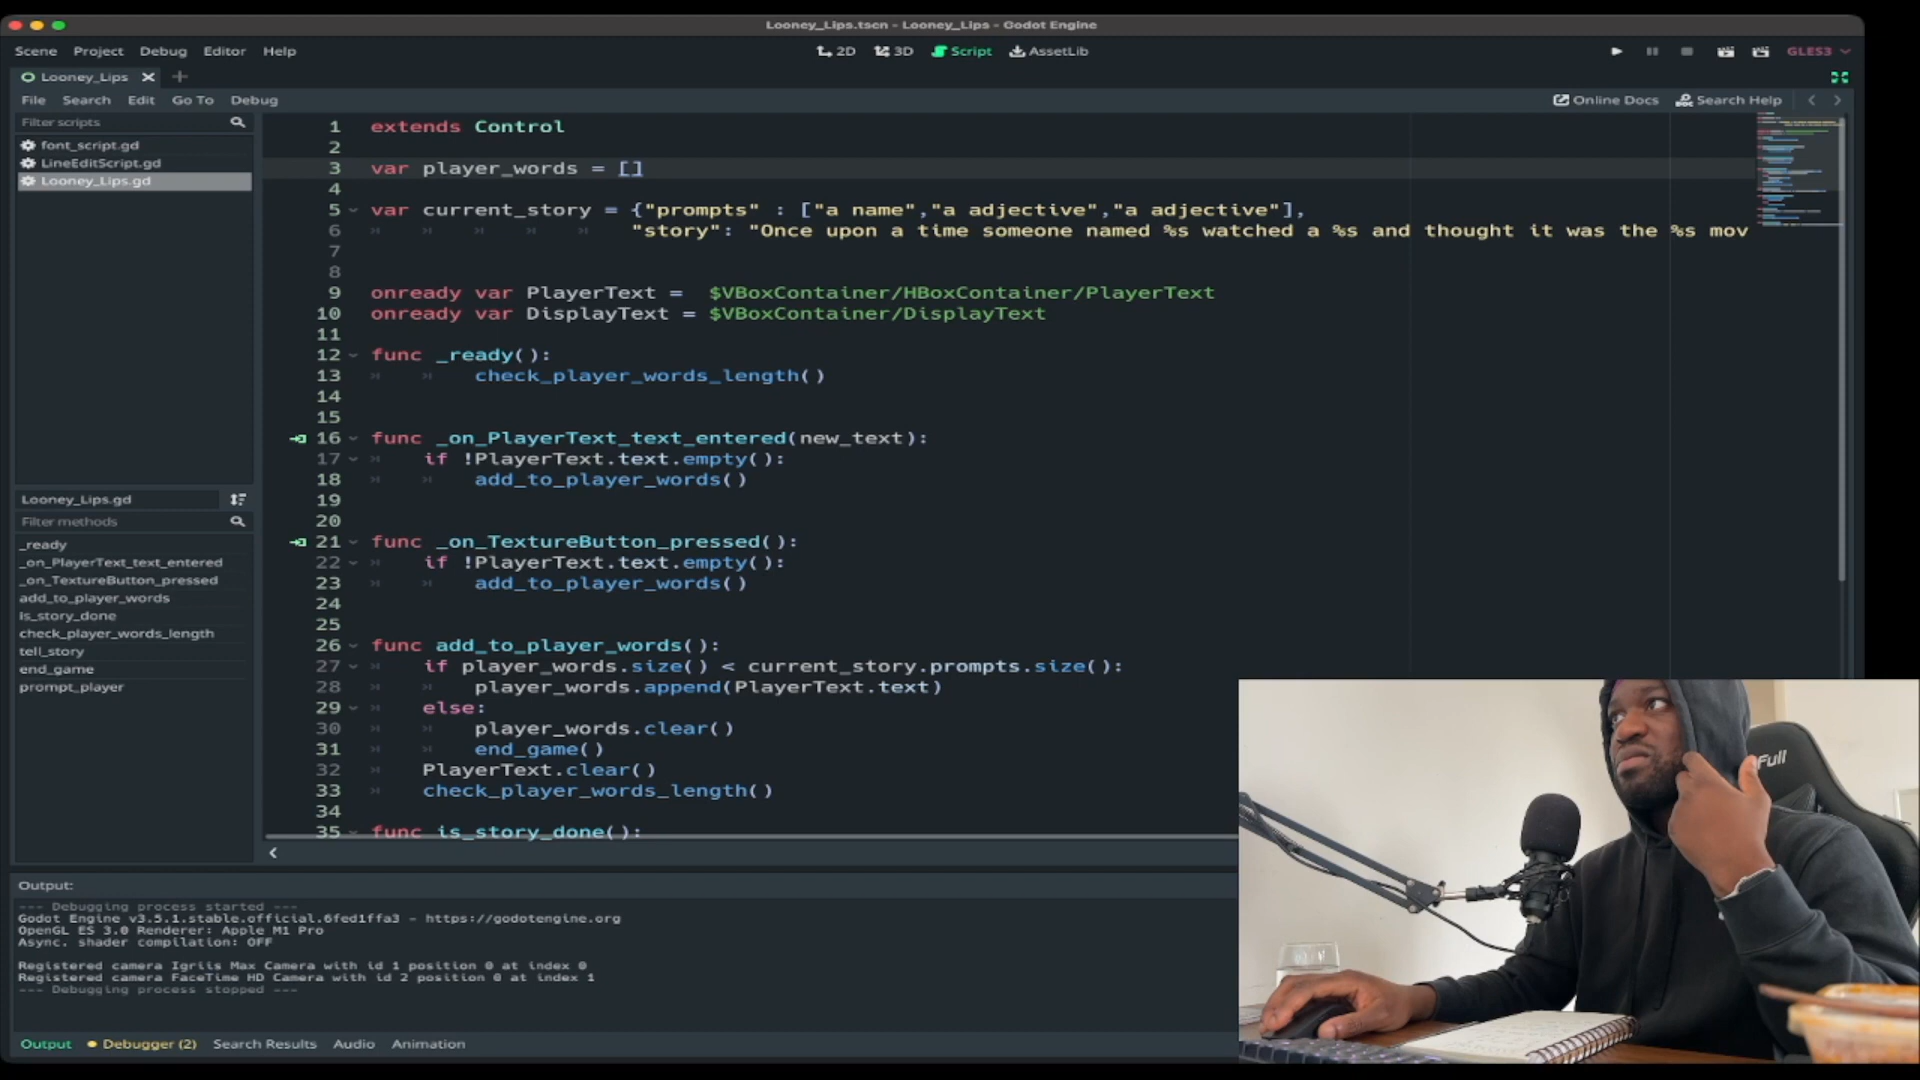 Looney_Lips.tscn - Looney_Lips - Godot Engine
Scene Project Debug Editor Help
2D 3D Script AssetLib
GLES3
Looney_Lips
File Search Edit Go To Debug
Online Docs Search Help
Filter scripts
font_script.gd
LineEditScript.gd
Looney_Lips.gd
Looney_Lips.gd
Filter methods
_ready
_on_PlayerText_text_entered
_on_TextureButton_pressed
add_to_player_words
is_story_done
check_player_words_length
tell_story
end_game
prompt_player
1 extends Control
2
3 var player_words = []
4
5 var current_story = {"prompts" : ["a name","a adjective","a adjective"],
6 "story": "Once upon a time someone named %s watched a %s and thought it was the %s mov
7
8
9 onready var PlayerText = $VBoxContainer/HBoxContainer/PlayerText
10 onready var DisplayText = $VBoxContainer/DisplayText
11
12 func _ready():
13 check_player_words_length()
14
15
16 func _on_PlayerText_text_entered(new_text):
17 if !PlayerText.text.empty():
18 add_to_player_words()
19
20
21 func _on_TextureButton_pressed():
22 if !PlayerText.text.empty():
23 add_to_player_words()
24
25
26 func add_to_player_words():
27 if player_words.size() < current_story.prompts.size():
28 player_words.append(PlayerText.text)
29 else:
30 player_words.clear()
31 end_game()
32 PlayerText.clear()
33 check_player_words_length()
34
35 func is_story_done():
Output:
--- Debugging process started ---
Godot Engine v3.5.1.stable.official.6fed1ffa3 - https://godotengine.org
OpenGL ES 3.0 Renderer: Apple M1 Pro
Async. shader compilation: OFF
Registered camera Igriis Max Camera with id 1 position 0 at index 0
Registered camera FaceTime HD Camera with id 2 position 0 at index 1
--- Debugging process stopped ---
Output Debugger (2) Search Results Audio Animation
Full